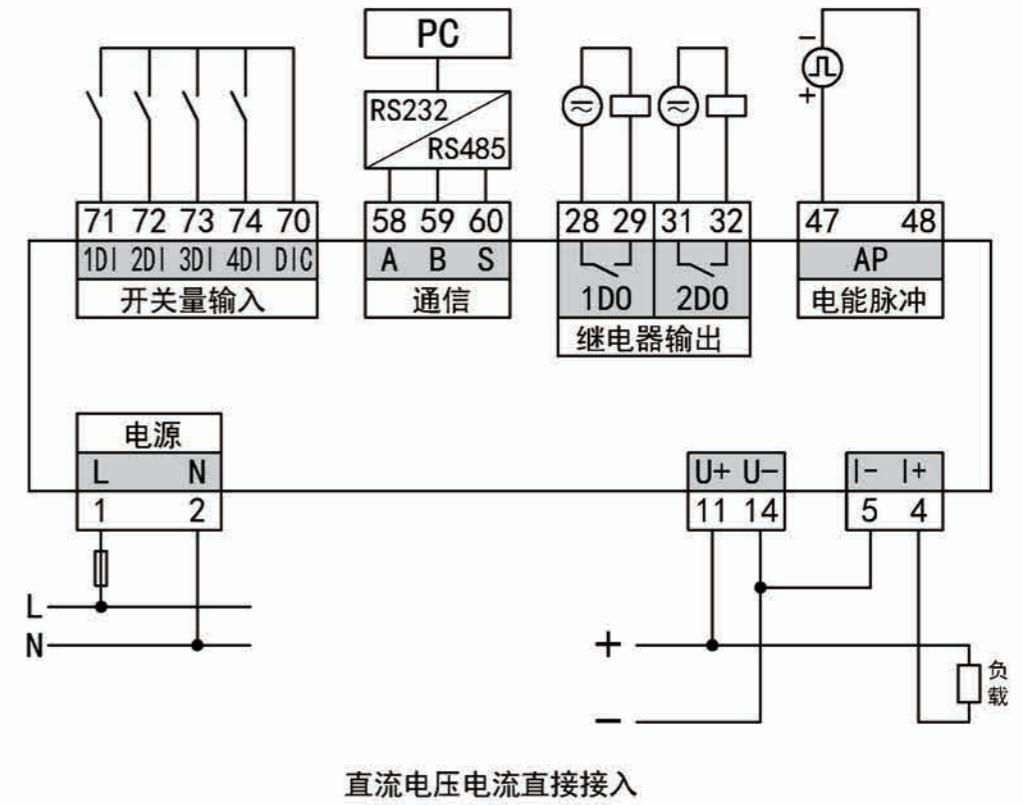 PC
RS232
RS485
−
+
71 72 73 74 70
58 59 60
28 29 31 32
47 48
1DI 2DI 3DI 4DI DIC
A B S
AP
1DO 2DO
开关量输入
通信
电能脉冲
继电器输出
电源
L N
U+ U−
I− I+
1 2
11 14
5 4
L
N
+
−
负
载
直流电压电流直接接入